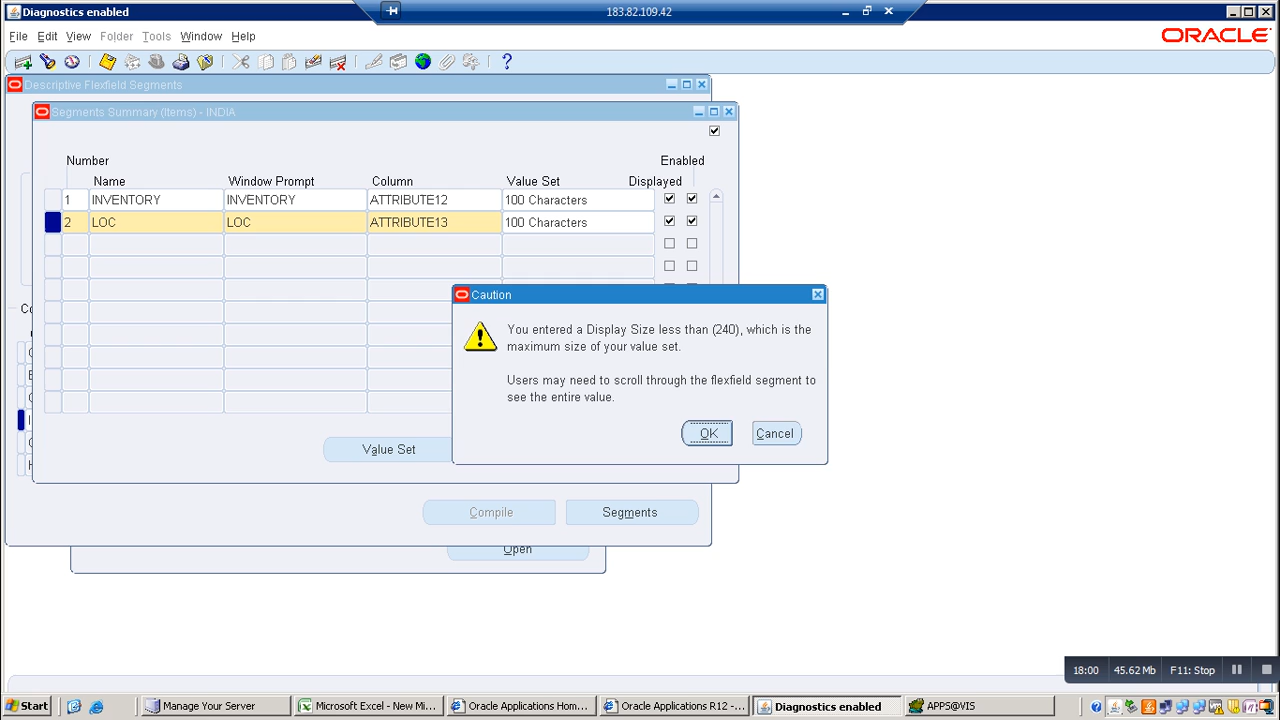 Diagnostics enabled
183.82.109.42
File Edit View Folder Tools Window Help
ORACLE
Descriptive Flexfield Segments
Segments Summary (Items) - INDIA
Number
Enabled
Name Window Prompt Column Value Set Displayed
1 INVENTORY INVENTORY ATTRIBUTE12 100 Characters
2 LOC LOC ATTRIBUTE13 100 Characters
Caution
You entered a Display Size less than (240), which is the
maximum size of your value set.
Users may need to scroll through the flexfield segment to
see the entire value.
OK Cancel
Value Set
Compile Segments
Open
18:00 45.62 Mb F11: Stop
Start Manage Your Server Microsoft Excel - New Mi... Oracle Applications Hom... Oracle Applications R12 -... Diagnostics enabled APPS@VIS